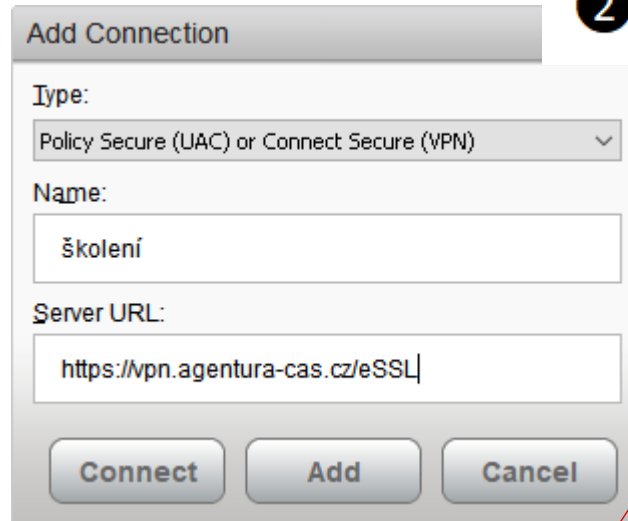 2
Add Connection
Type:
Policy Secure (UAC) or Connect Secure (VPN)
Name:
školení
Server URL:
https://vpn.agentura-cas.cz/eSSL
Connect Add Cancel